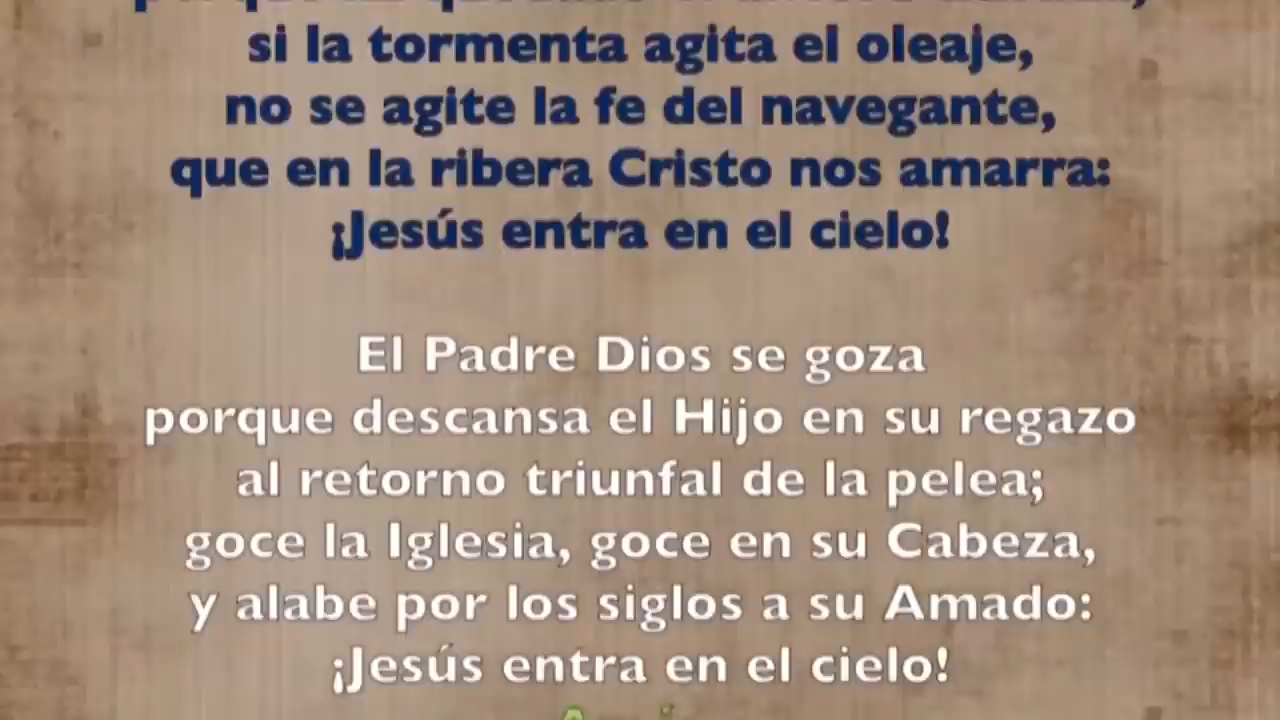 si la tormenta agita el oleaje,
no se agite la fe del navegante,
que en la ribera Cristo nos amarra:
¡Jesús entra en el cielo!
El Padre Dios se goza
porque descansa el Hijo en su regazo
al retorno triunfal de la pelea;
goce la Iglesia, goce en su Cabeza,
y alabe por los siglos a su Amado:
¡Jesús entra en el cielo!